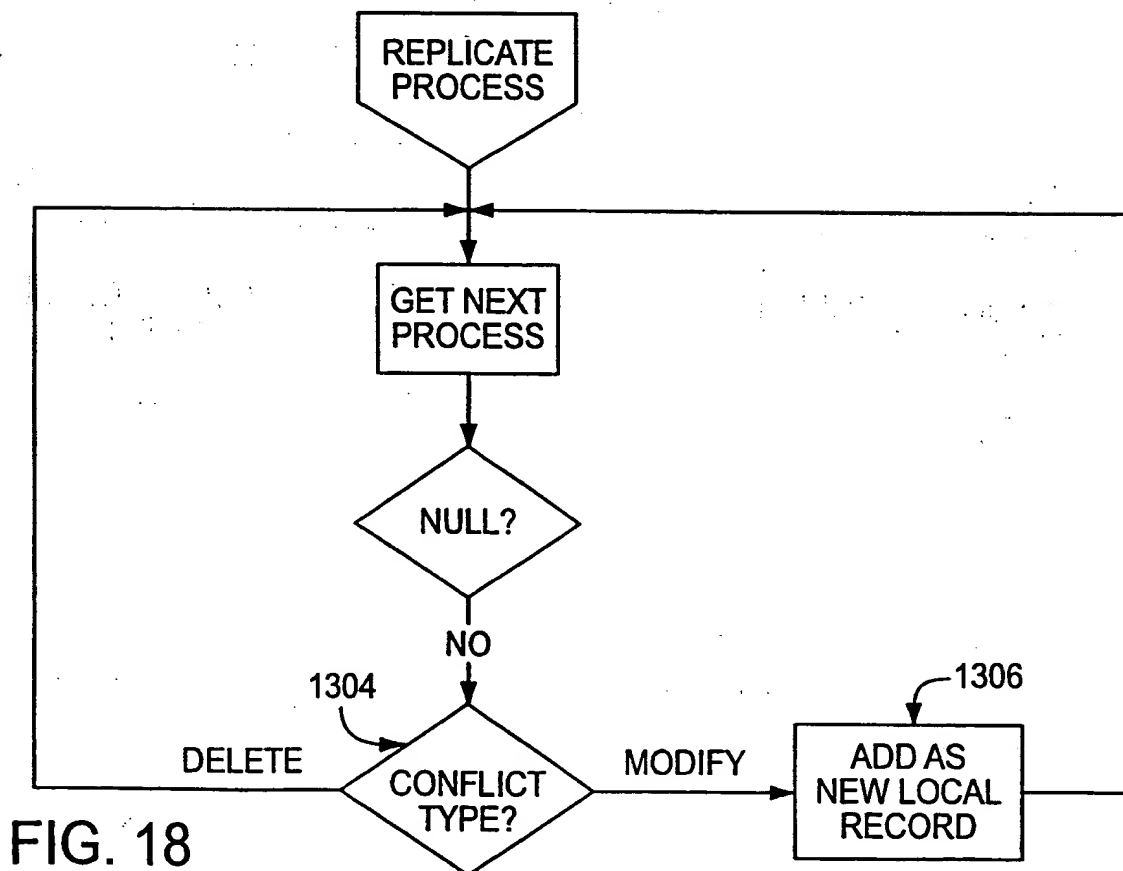 REPLICATE
PROCESS
GET NEXT
PROCESS
NULL?
NO
1304
1306
DELETE
CONFLICT
TYPE?
MODIFY
ADD AS
NEW LOCAL
RECORD
FIG. 18